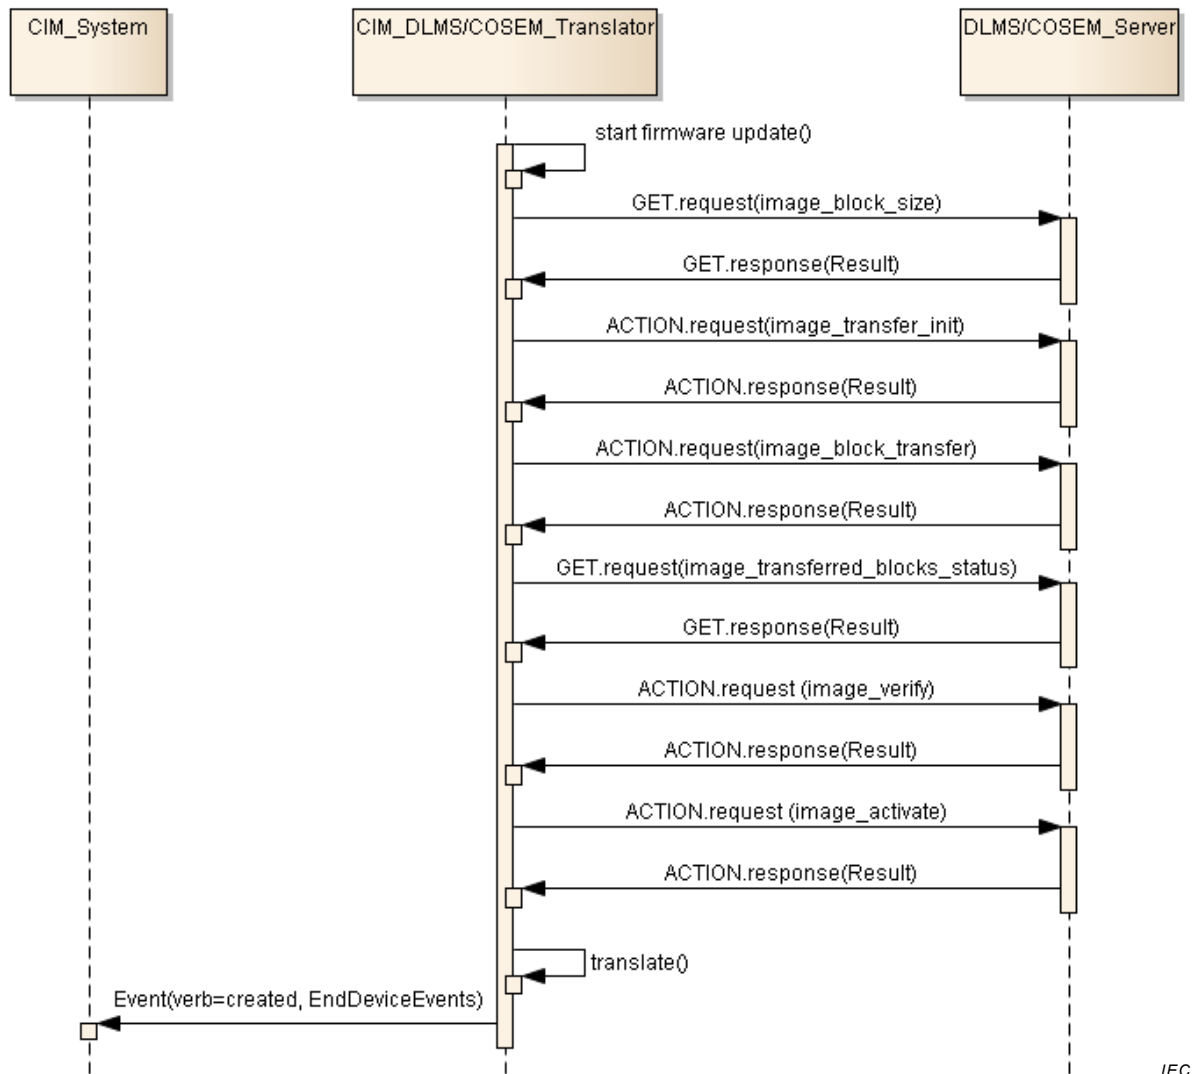 CIM_System
CIM_DLMS/COSEM_Translator
DLMS/COSEM_Server
start firmware update()
GET.request(image_block_size)
GET.response(Result)
ACTION.request(image_transfer_init)
ACTION.response(Result)
ACTION.request(image_block_transfer)
ACTION.response(Result)
GET.request(image_transferred_blocks_status)
GET.response(Result)
ACTION.request (image_verify)
ACTION.response(Result)
ACTION.request (image_activate)
ACTION.response(Result)
translate()
Event(verb=created, EndDeviceEvents)
IEC